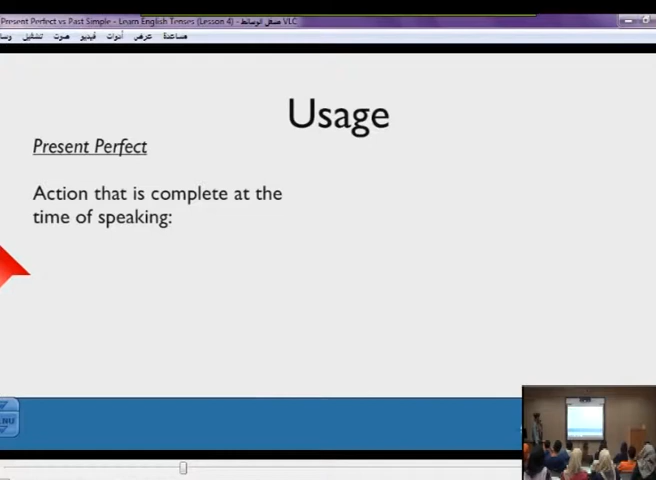 Present Perfect vs Past Simple - Learn English Tenses (Lesson 4) - مشغل الوسائط VLC
مساعدة عرض أدوات فيديو صوت تشغيل
Usage
Present Perfect
Action that is complete at the
time of speaking: